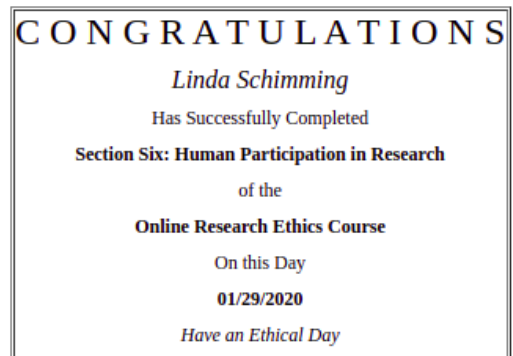 CONGRATULATIONS
Linda Schimming
Has Successfully Completed
Section Six: Human Participation in Research
of the
Online Research Ethics Course
On this Day
01/29/2020
Have an Ethical Day